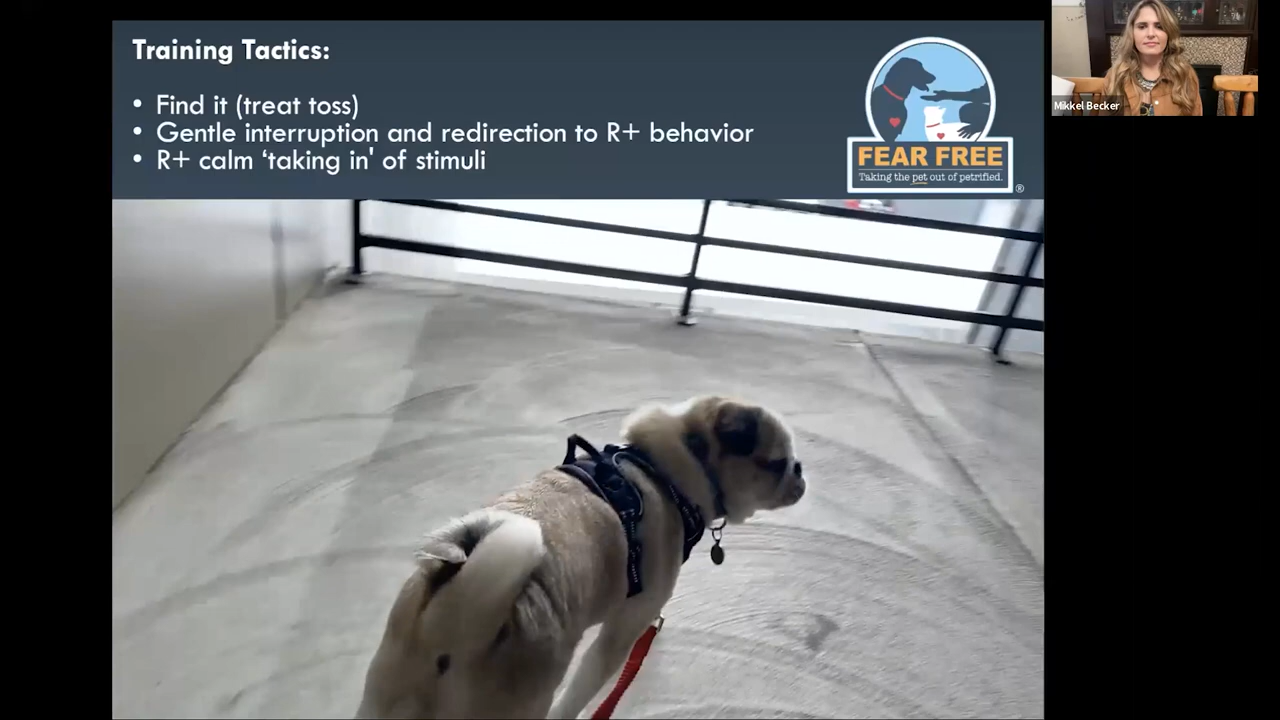 Training Tactics:
• Find it (treat toss)
• Gentle interruption and redirection to R+ behavior
• R+ calm ‘taking in' of stimuli
FEAR FREE
Taking the pet out of petrified.
®
Mikkel Becker